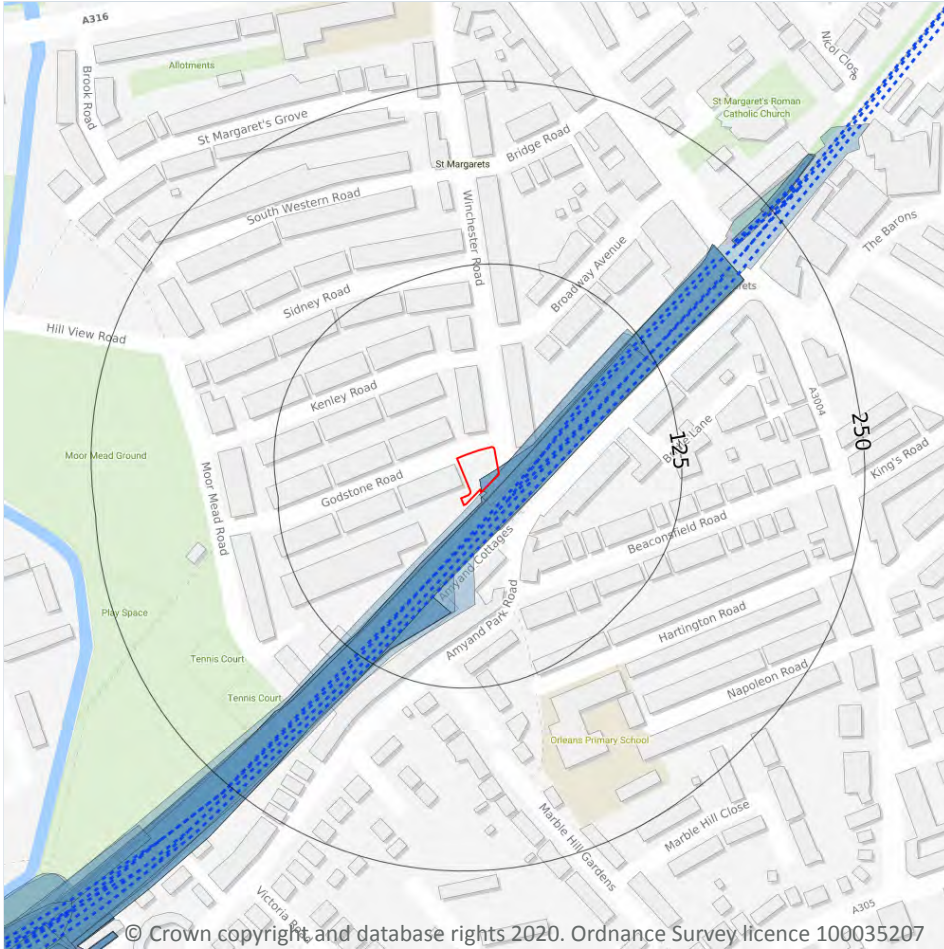 A316
Nicol Close
Allotments
Brook Road
St Margaret's Roman
Catholic Church
St Margaret's Grove
Bridge Road
St Margarets
South Western Road
Winchester Road
The Barons
Broadway Avenue
Sidney Road
Hill View Road
Kenley Road
A3004
250
125
King's Road
Moor Mead Ground
Moor Mead Road
Godstone Road
Beaconsfield Road
Amyand Cottages
Play Space
Amyand Park Road
Hartington Road
Tennis Court
Napoleon Road
Tennis Court
Orleans Primary School
Marble Hill Gardens
Marble Hill Close
Victoria
A305
© Crown copyright and database rights 2020. Ordnance Survey licence 100035207